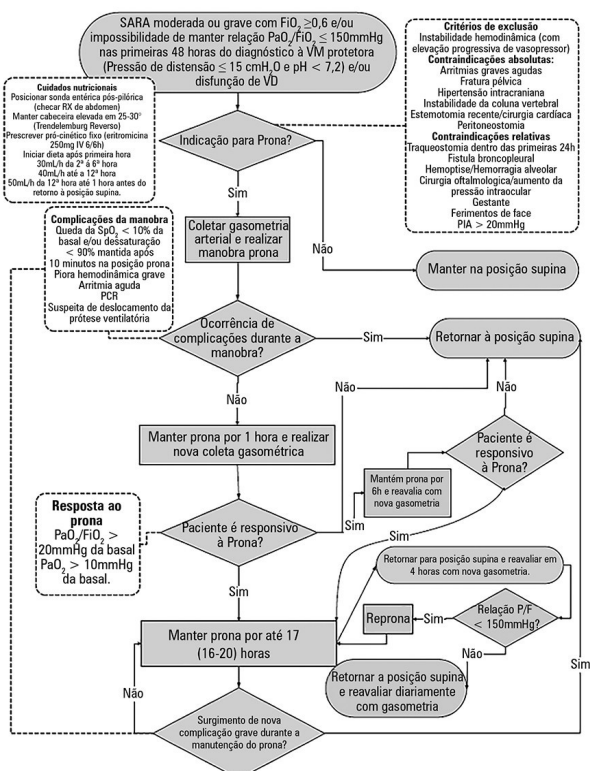 SARA moderada ou grave com FiO2 ≥0,6 e/ou
impossibilidade de manter relação PaO2/FiO2 ≤ 150mmHg
nas primeiras 48 horas do diagnóstico à VM protetora
(Pressão de distensão ≤ 15 cmH2O e pH < 7,2) e/ou
disfunção de VD
Critérios de exclusão
Instabilidade hemodinâmica (com
elevação progressiva de vasopressor)
Contraindicações absolutas:
Arritmias graves agudas
Fratura pélvica
Hipertensão intracraniana
Instabilidade da coluna vertebral
Estemotomia recente/cirurgia cardíaca
Peritoneostomia
Contraindicações relativas
Traqueostomia dentro das primeiras 24h
Fistula broncopleural
Hemoptise/Hemorragia alveolar
Cirurgia oftalmologica/aumento da
pressão intraocular
Gestante
Ferimentos de face
PIA > 20mmHg
Cuidados nutricionais
Posicionar sonda entérica pós-pilórica
(checar RX de abdomen)
Manter cabeceira elevada em 25-30°
(Trendelemburg Reverso)
Prescrever pró-cinético fixo (eritromicina
250mg IV 6/6h)
Iniciar dieta após primeira hora
30mL/h da 2ª á 6ª hora
40mL/h até a 12ª hora
50mL/h da 12ª hora até 1 hora antes do
retorno à posição supina.
Indicação para Prona?
Sim
Não
Complicações da manobra
Queda da SpO2 < 10% da
basal e/ou dessaturação
< 90% mantida após
10 minutos na posição prona
Piora hemodinâmica grave
Arritmia aguda
PCR
Suspeita de deslocamento da
prótese ventilatória
Coletar gasometria
arterial e realizar
manobra prona
Manter na posição supina
Ocorrência de
complicações durante a
manobra?
Sim
Retornar à posição supina
Não
Não
Não
Manter prona por 1 hora e realizar
nova coleta gasométrica
Paciente é
responsivo
à Prona?
Mantém prona por
6h e reavalia com
nova gasometria
Resposta ao
prona
PaO2/FiO2 >
20mmHg da basal
PaO2 > 10mmHg
da basal.
Paciente é responsivo
à Prona?
Sim
Sim
Sim
Retornar para posição supina e reavaliar em
4 horas com nova gasometria.
Manter prona por até 17
(16-20) horas
Reprona
Sim
Relação P/F
< 150mmHg?
Não
Sim
Retornar a posição supina
e reavaliar diariamente
com gasometria
Não
Surgimento de nova
complicação grave durante a
manutenção do prona?